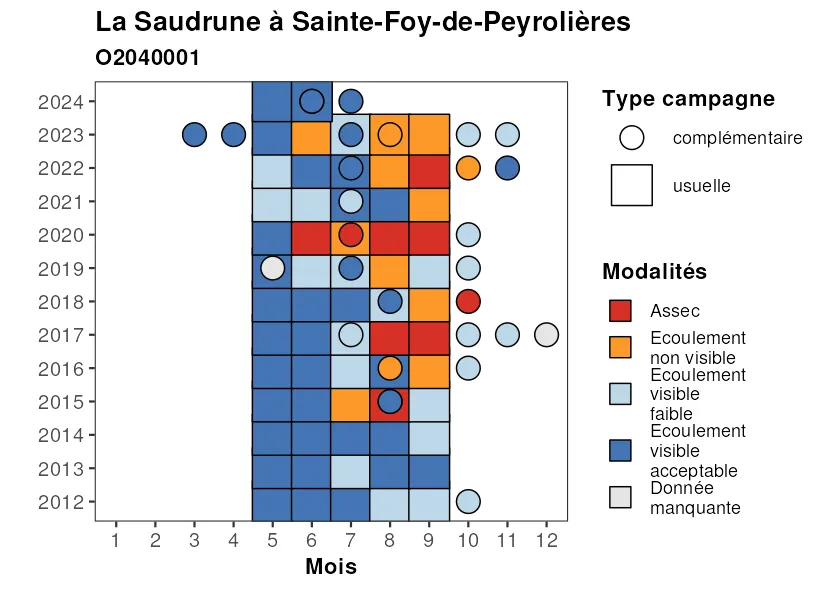 La Saudrune à Sainte-Foy-de-Peyrolières
O2040001
2024
2023
2022
2021
2020
2019
2018
2017
2016
2015
2014
2013
2012
1 2 3 4 5 6 7 8 9 10 11 12
Mois
Type campagne
complémentaire
usuelle
Modalités
Assec
Ecoulement
non visible
Ecoulement
visible
faible
Ecoulement
visible
acceptable
Donnée
manquante